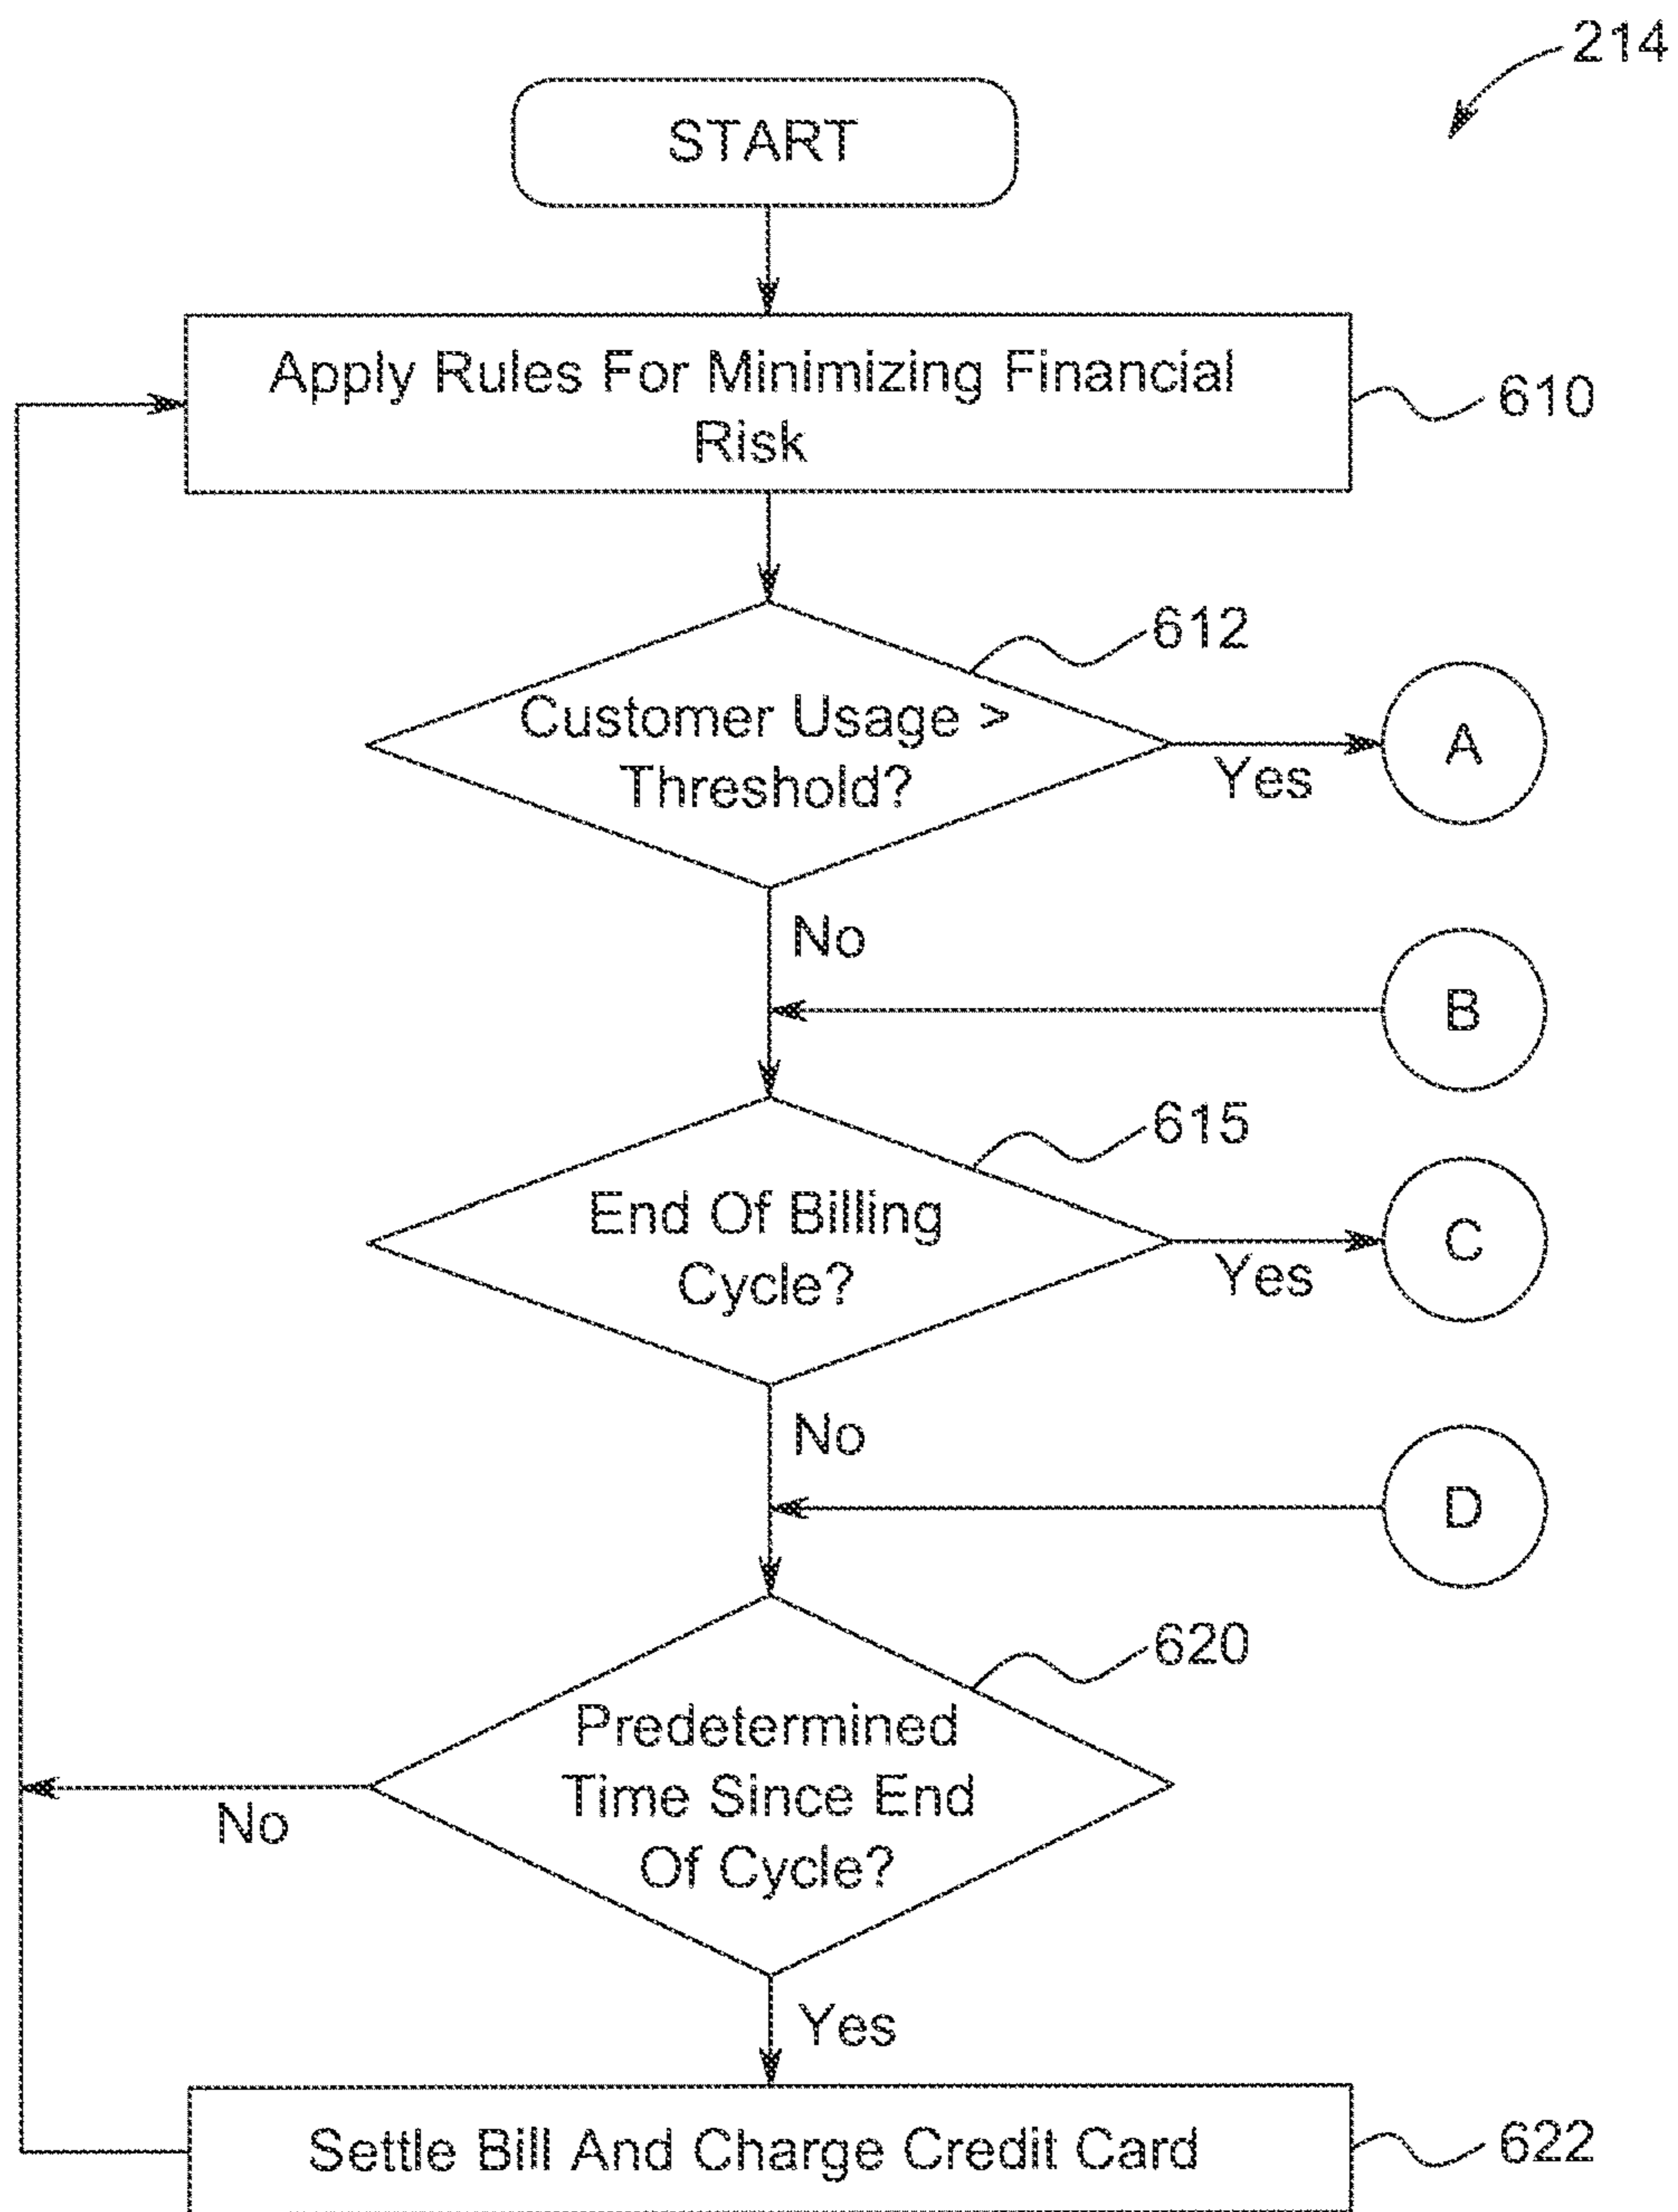 214
START
Apply Rules For Minimizing Financial
Risk
610
612
Customer Usage >
Threshold?
Yes
A
No
B
615
End Of Billing
Cycle?
Yes
C
No
D
620
Predetermined
Time Since End
Of Cycle?
No
Yes
Settle Bill And Charge Credit Card
622